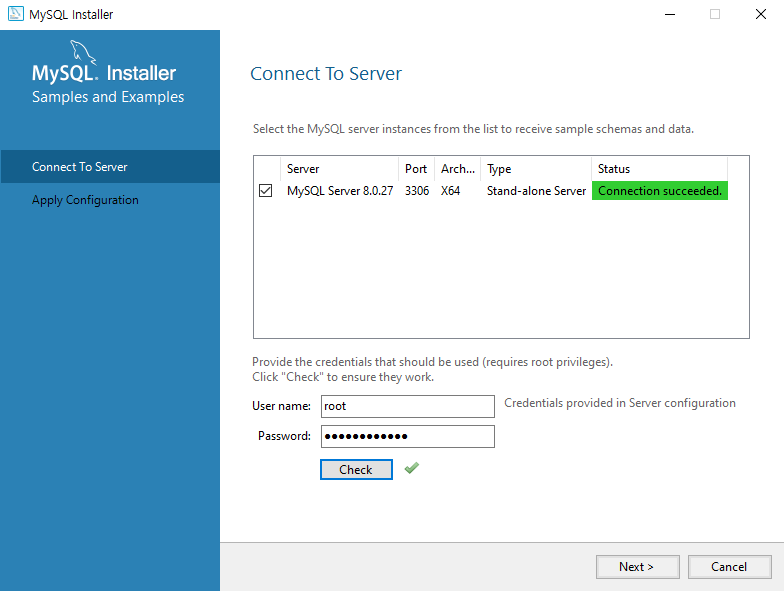 MySQL Installer
MySQL. Installer
Samples and Examples
Connect To Server
Apply Configuration
Connect To Server
Select the MySQL server instances from the list to receive sample schemas and data.
Server Port Arch... Type Status
MySQL Server 8.0.27 3306 X64 Stand-alone Server Connection succeeded.
Provide the credentials that should be used (requires root privileges).
Click "Check" to ensure they work.
User name: root Credentials provided in Server configuration
Password: ●●●●●●●●●●●●
Check
Next > Cancel